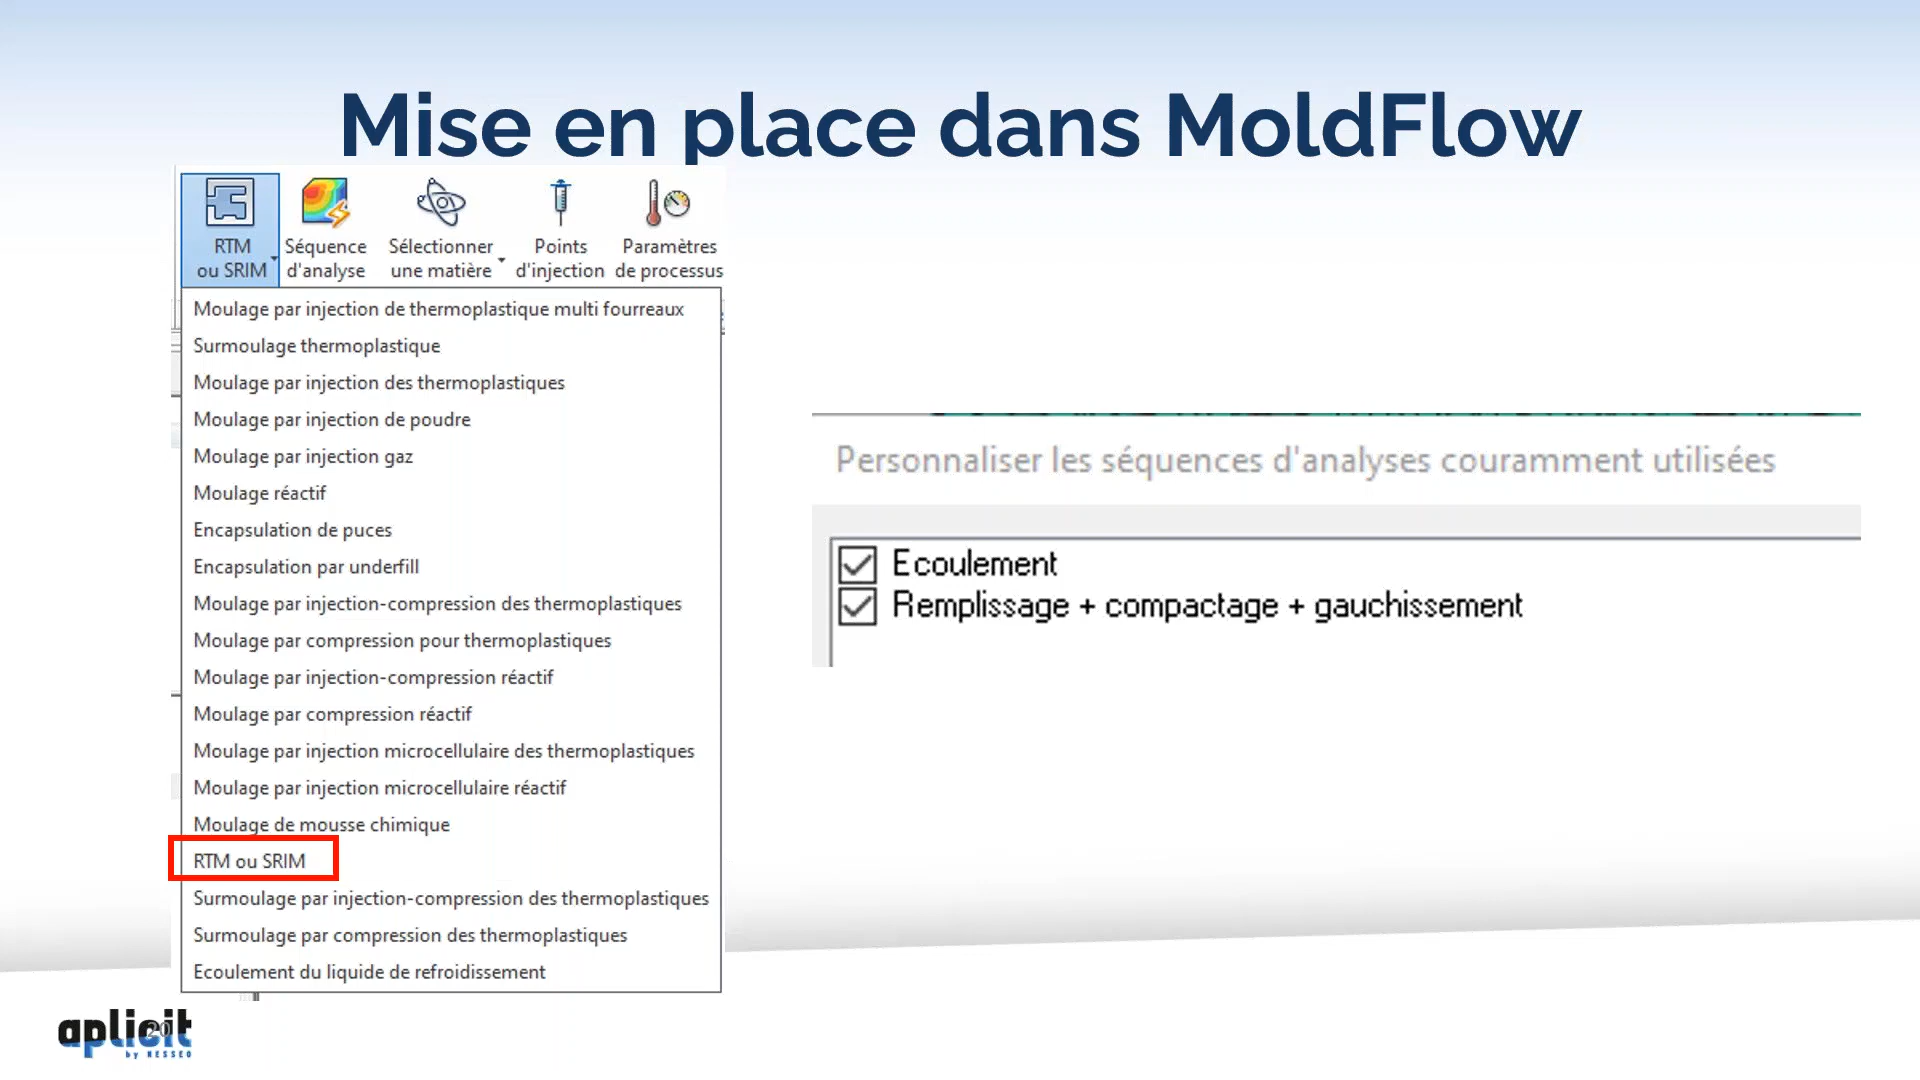 Mise en place dans MoldFlow
RTM
ou SRIM
Séquence
d'analyse
Sélectionner
une matière
Points
d'injection
Paramètres
de processus
Moulage par injection de thermoplastique multi fourreaux
Surmoulage thermoplastique
Moulage par injection des thermoplastiques
Moulage par injection de poudre
Moulage par injection gaz
Moulage réactif
Encapsulation de puces
Encapsulation par underfill
Moulage par injection-compression des thermoplastiques
Moulage par compression pour thermoplastiques
Moulage par injection-compression réactif
Moulage par compression réactif
Moulage par injection microcellulaire des thermoplastiques
Moulage par injection microcellulaire réactif
Moulage de mousse chimique
RTM ou SRIM
Surmoulage par injection-compression des thermoplastiques
Surmoulage par compression des thermoplastiques
Ecoulement du liquide de refroidissement
Personnaliser les séquences d'analyses couramment utilisées
Ecoulement
Remplissage + compactage + gauchissement
aplicit
20
by NESSEO